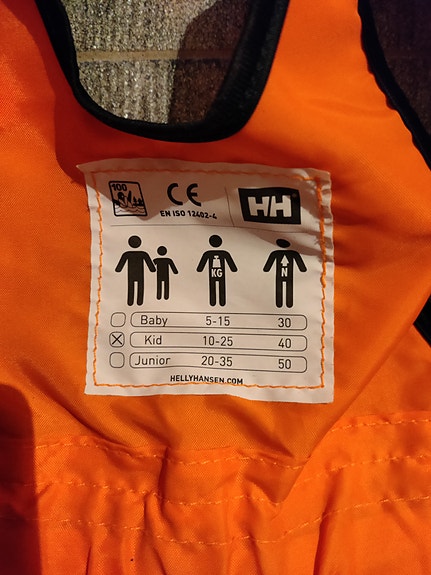 100
CE
EN ISO 12402-4
HH
KG
N
Baby 5-15 30
Kid 10-25 40
Junior 20-35 50
HELLYHANSEN.COM